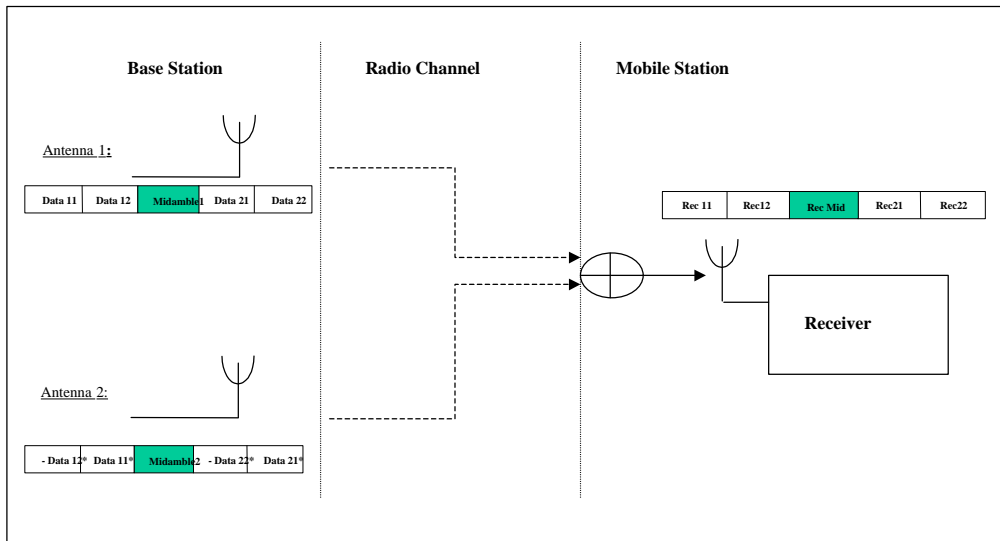 Base Station
Radio Channel
Mobile Station
Antenna 1:
Data 11 Data 12 Midamble1 Data 21 Data 22
Rec 11 Rec12 Rec Mid Rec21 Rec22
Receiver
Antenna 2:
- Data 12* Data 11* Midamble2 - Data 22* Data 21*